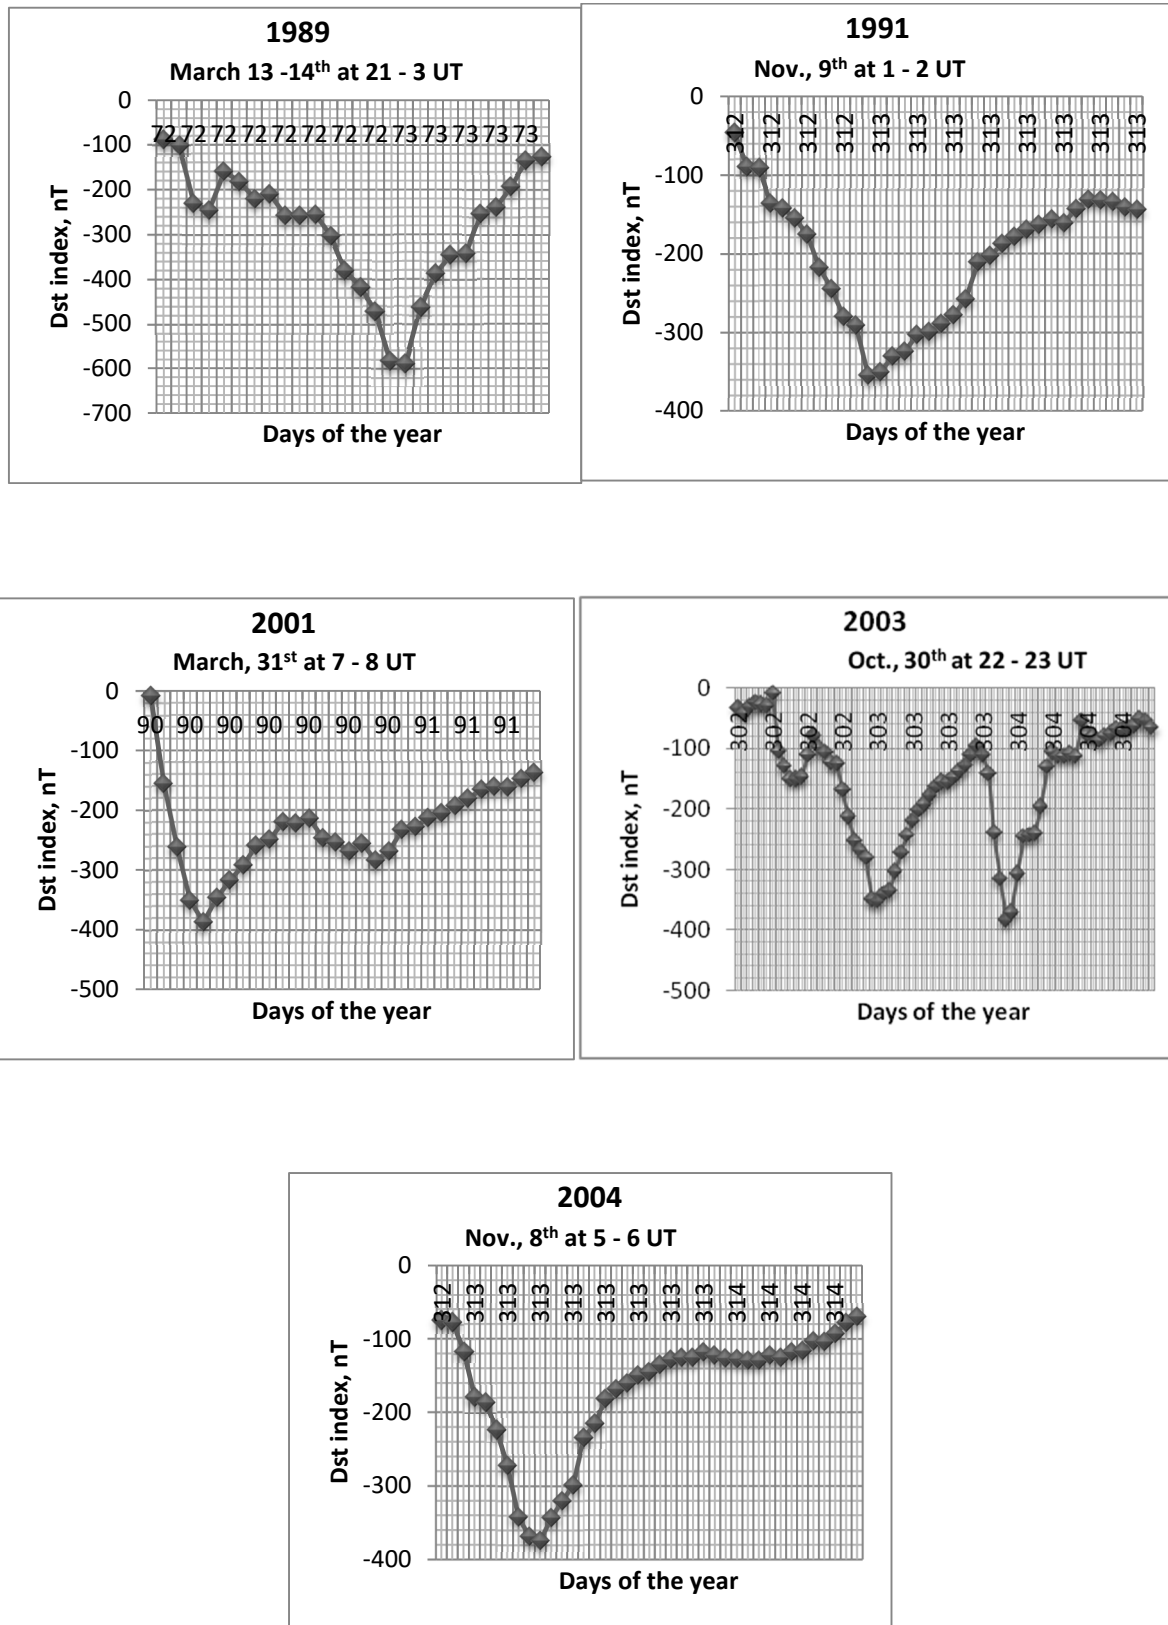 1989
March 13 -14th at 21 - 3 UT
0
-100
-200
-300
-400
-500
-600
-700
72 72 72 72 72 72 72 72 73 73 73 73 73
Dst index, nT
Days of the year
1991
Nov., 9th at 1 - 2 UT
0
-100
-200
-300
-400
312 312 312 312 313 313 313 313 313 313 313 313
Dst index, nT
Days of the year
2001
March, 31st at 7 - 8 UT
0
-100
-200
-300
-400
-500
90 90 90 90 90 90 90 91 91 91
Dst index, nT
Days of the year
2003
Oct., 30th at 22 - 23 UT
0
-100
-200
-300
-400
-500
302 302 302 302 303 303 303 303 304 304 304 304
Dst index, nT
Days of the year
2004
Nov., 8th at 5 - 6 UT
0
-100
-200
-300
-400
312 313 313 313 313 313 313 313 313 314 314 314 314
Dst index, nT
Days of the year